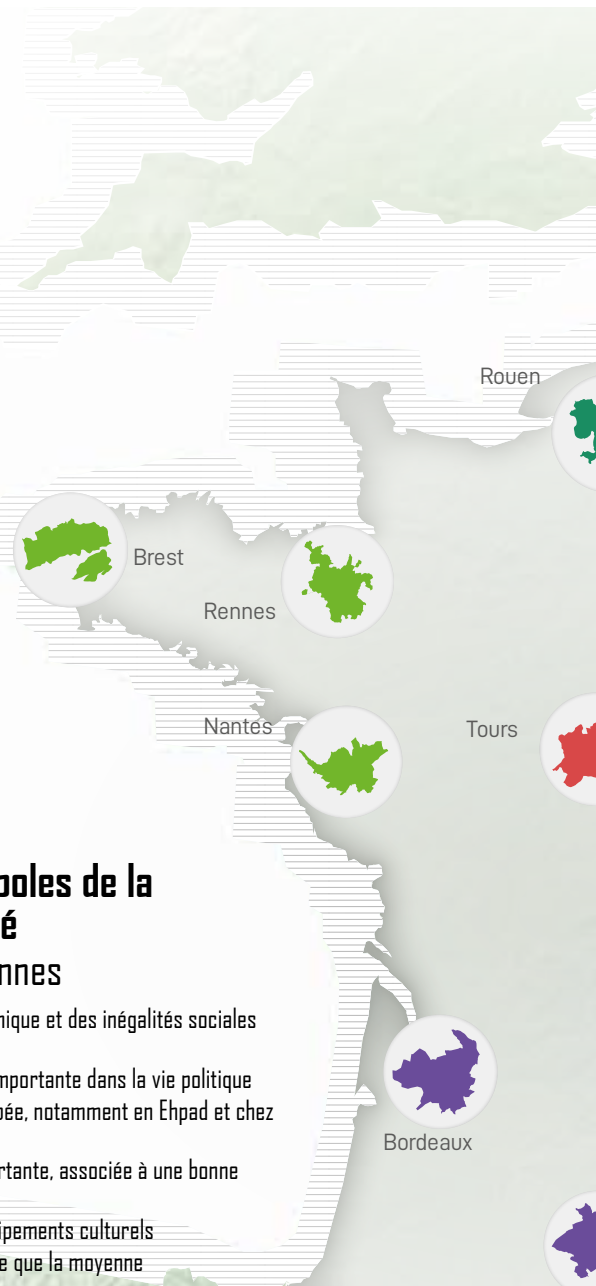 Rouen
Brest
Rennes
Nantes
Tours
poles de la
é
nnes
nique et des inégalités sociales
mportante dans la vie politique
pée, notamment en Ehpad et chez
rtante, associée à une bonne
ipements culturels
e que la moyenne
Bordeaux